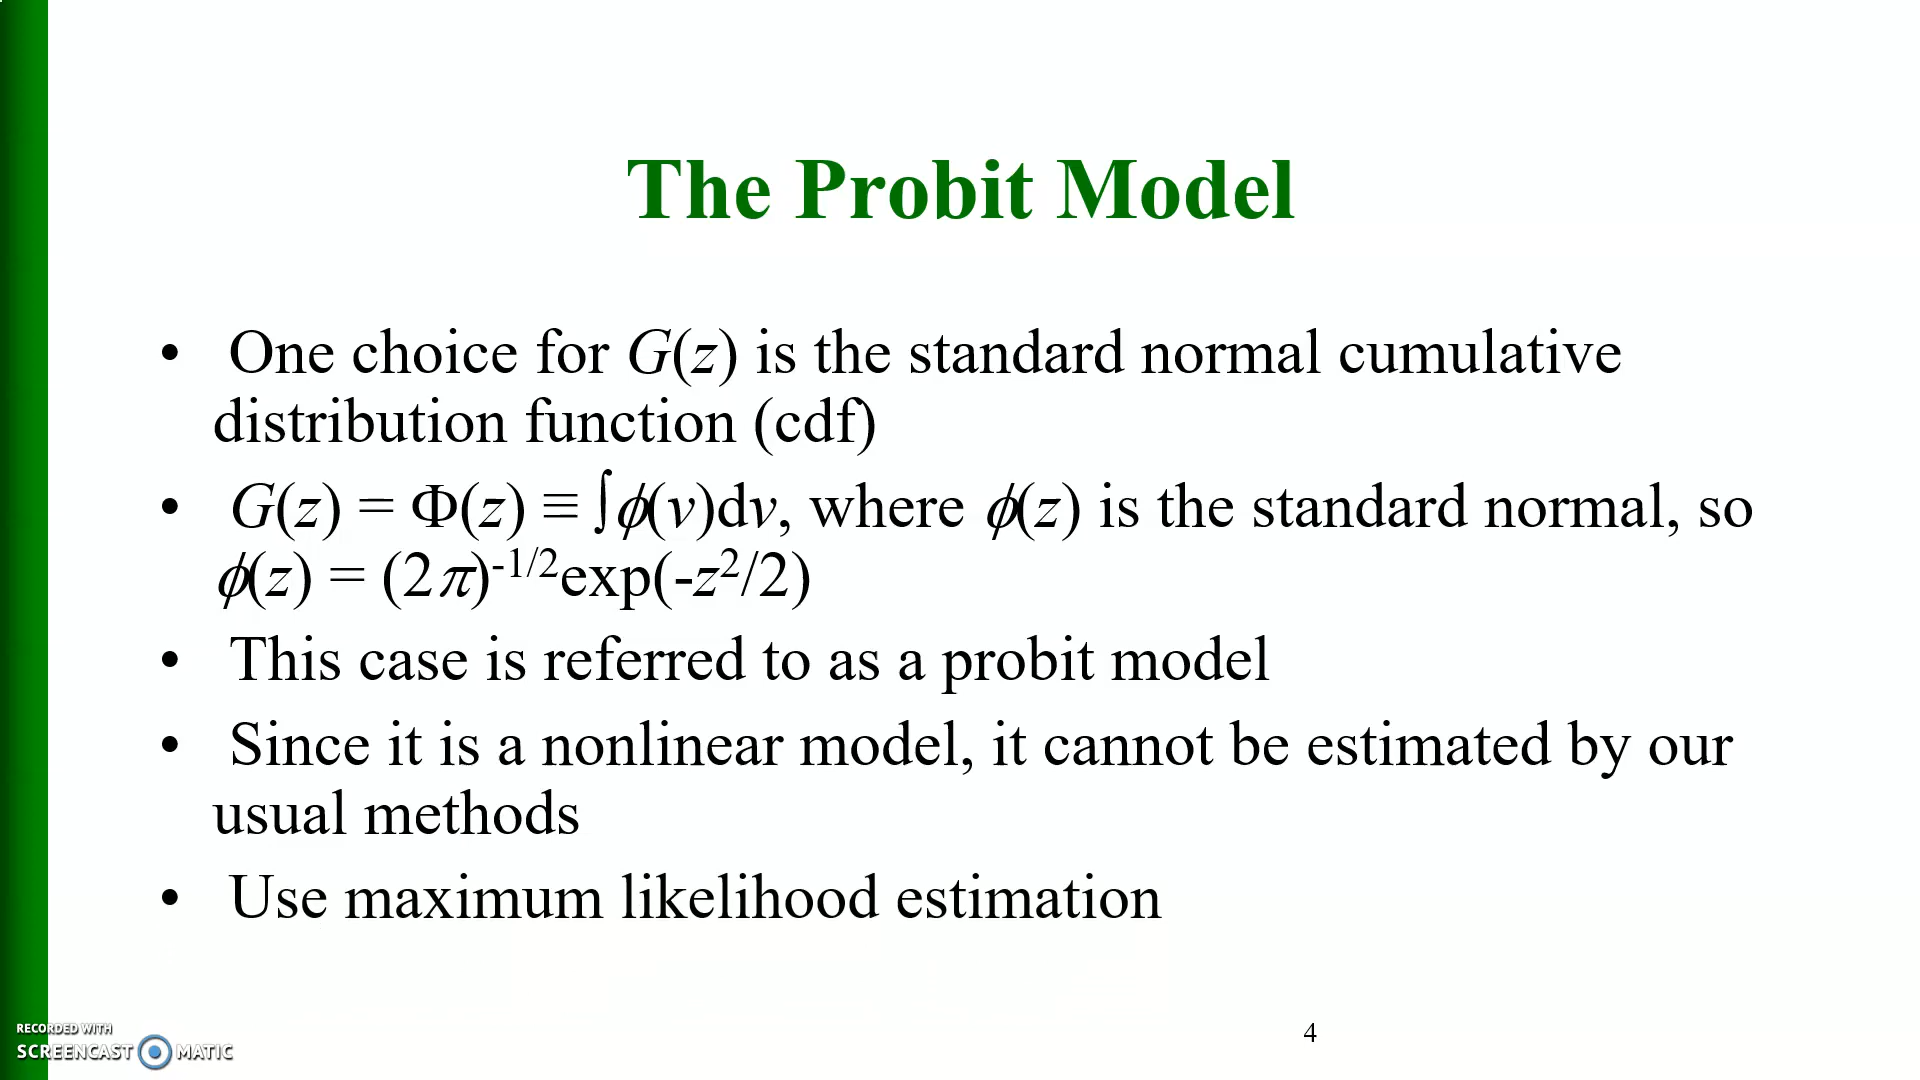 The Probit Model
• One choice for G(z) is the standard normal cumulative
distribution function (cdf)
• G(z) = Φ(z) ≡ ∫ϕ(v)dv, where ϕ(z) is the standard normal, so
ϕ(z) = (2π)-1/2exp(-z2/2)
• This case is referred to as a probit model
• Since it is a nonlinear model, it cannot be estimated by our
usual methods
• Use maximum likelihood estimation
RECORDED WITH
SCREENCAST MATIC
4